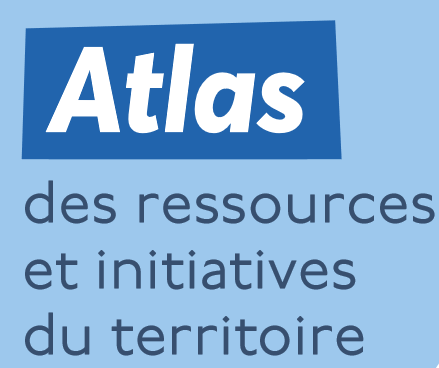 Atlas
des ressources
et initiatives
du territoire